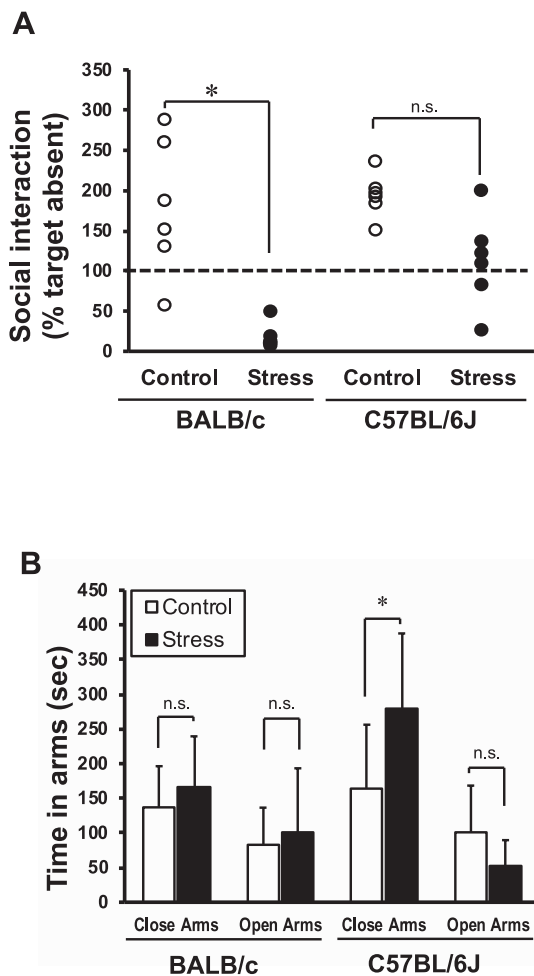 A
Social interaction
(% target absent)
350
300
250
200
150
100
50
0
*
n.s.
Control Stress Control Stress
BALB/c C57BL/6J
B
Time in arms (sec)
450
400
350
300
250
200
150
100
50
0
Control
Stress
n.s.
n.s.
*
n.s.
Close Arms Open Arms Close Arms Open Arms
BALB/c C57BL/6J